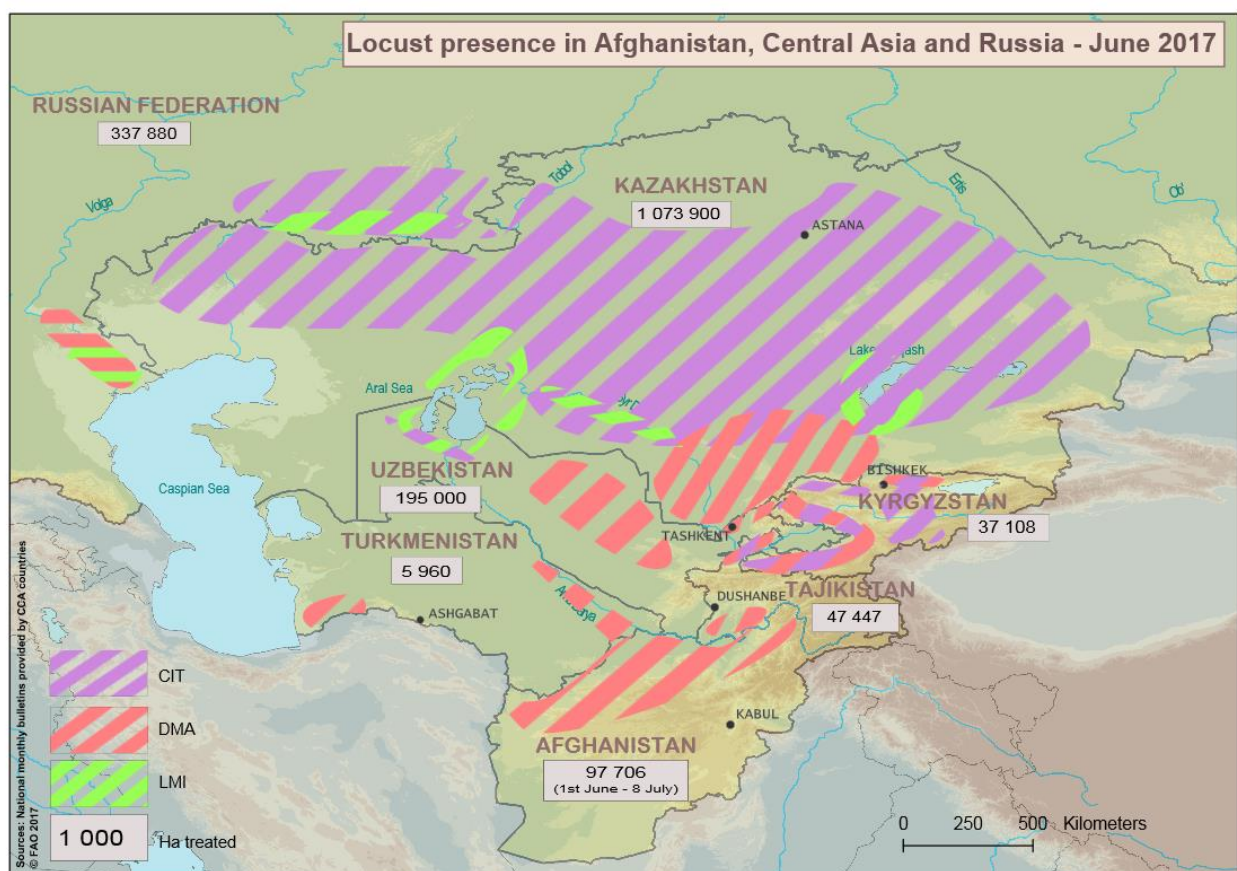 Locust presence in Afghanistan, Central Asia and Russia - June 2017
RUSSIAN FEDERATION
337 880
Volga
Tobol
Ertis
Ob'
KAZAKHSTAN
1 073 900
ASTANA
Aral Sea
Caspian Sea
UZBEKISTAN
195 000
BISHKEK
KYRGYZSTAN
37 108
TASHKENT
TURKMENISTAN
5 960
ASHGABAT
DUSHANBE
TAJIKISTAN
47 447
KABUL
AFGHANISTAN
97 706
(1st June - 8 July)
CIT
DMA
LMI
1 000 Ha treated
0 250 500 Kilometers
Sources: National monthly bulletins provided by CCA countries
© FAO 2017